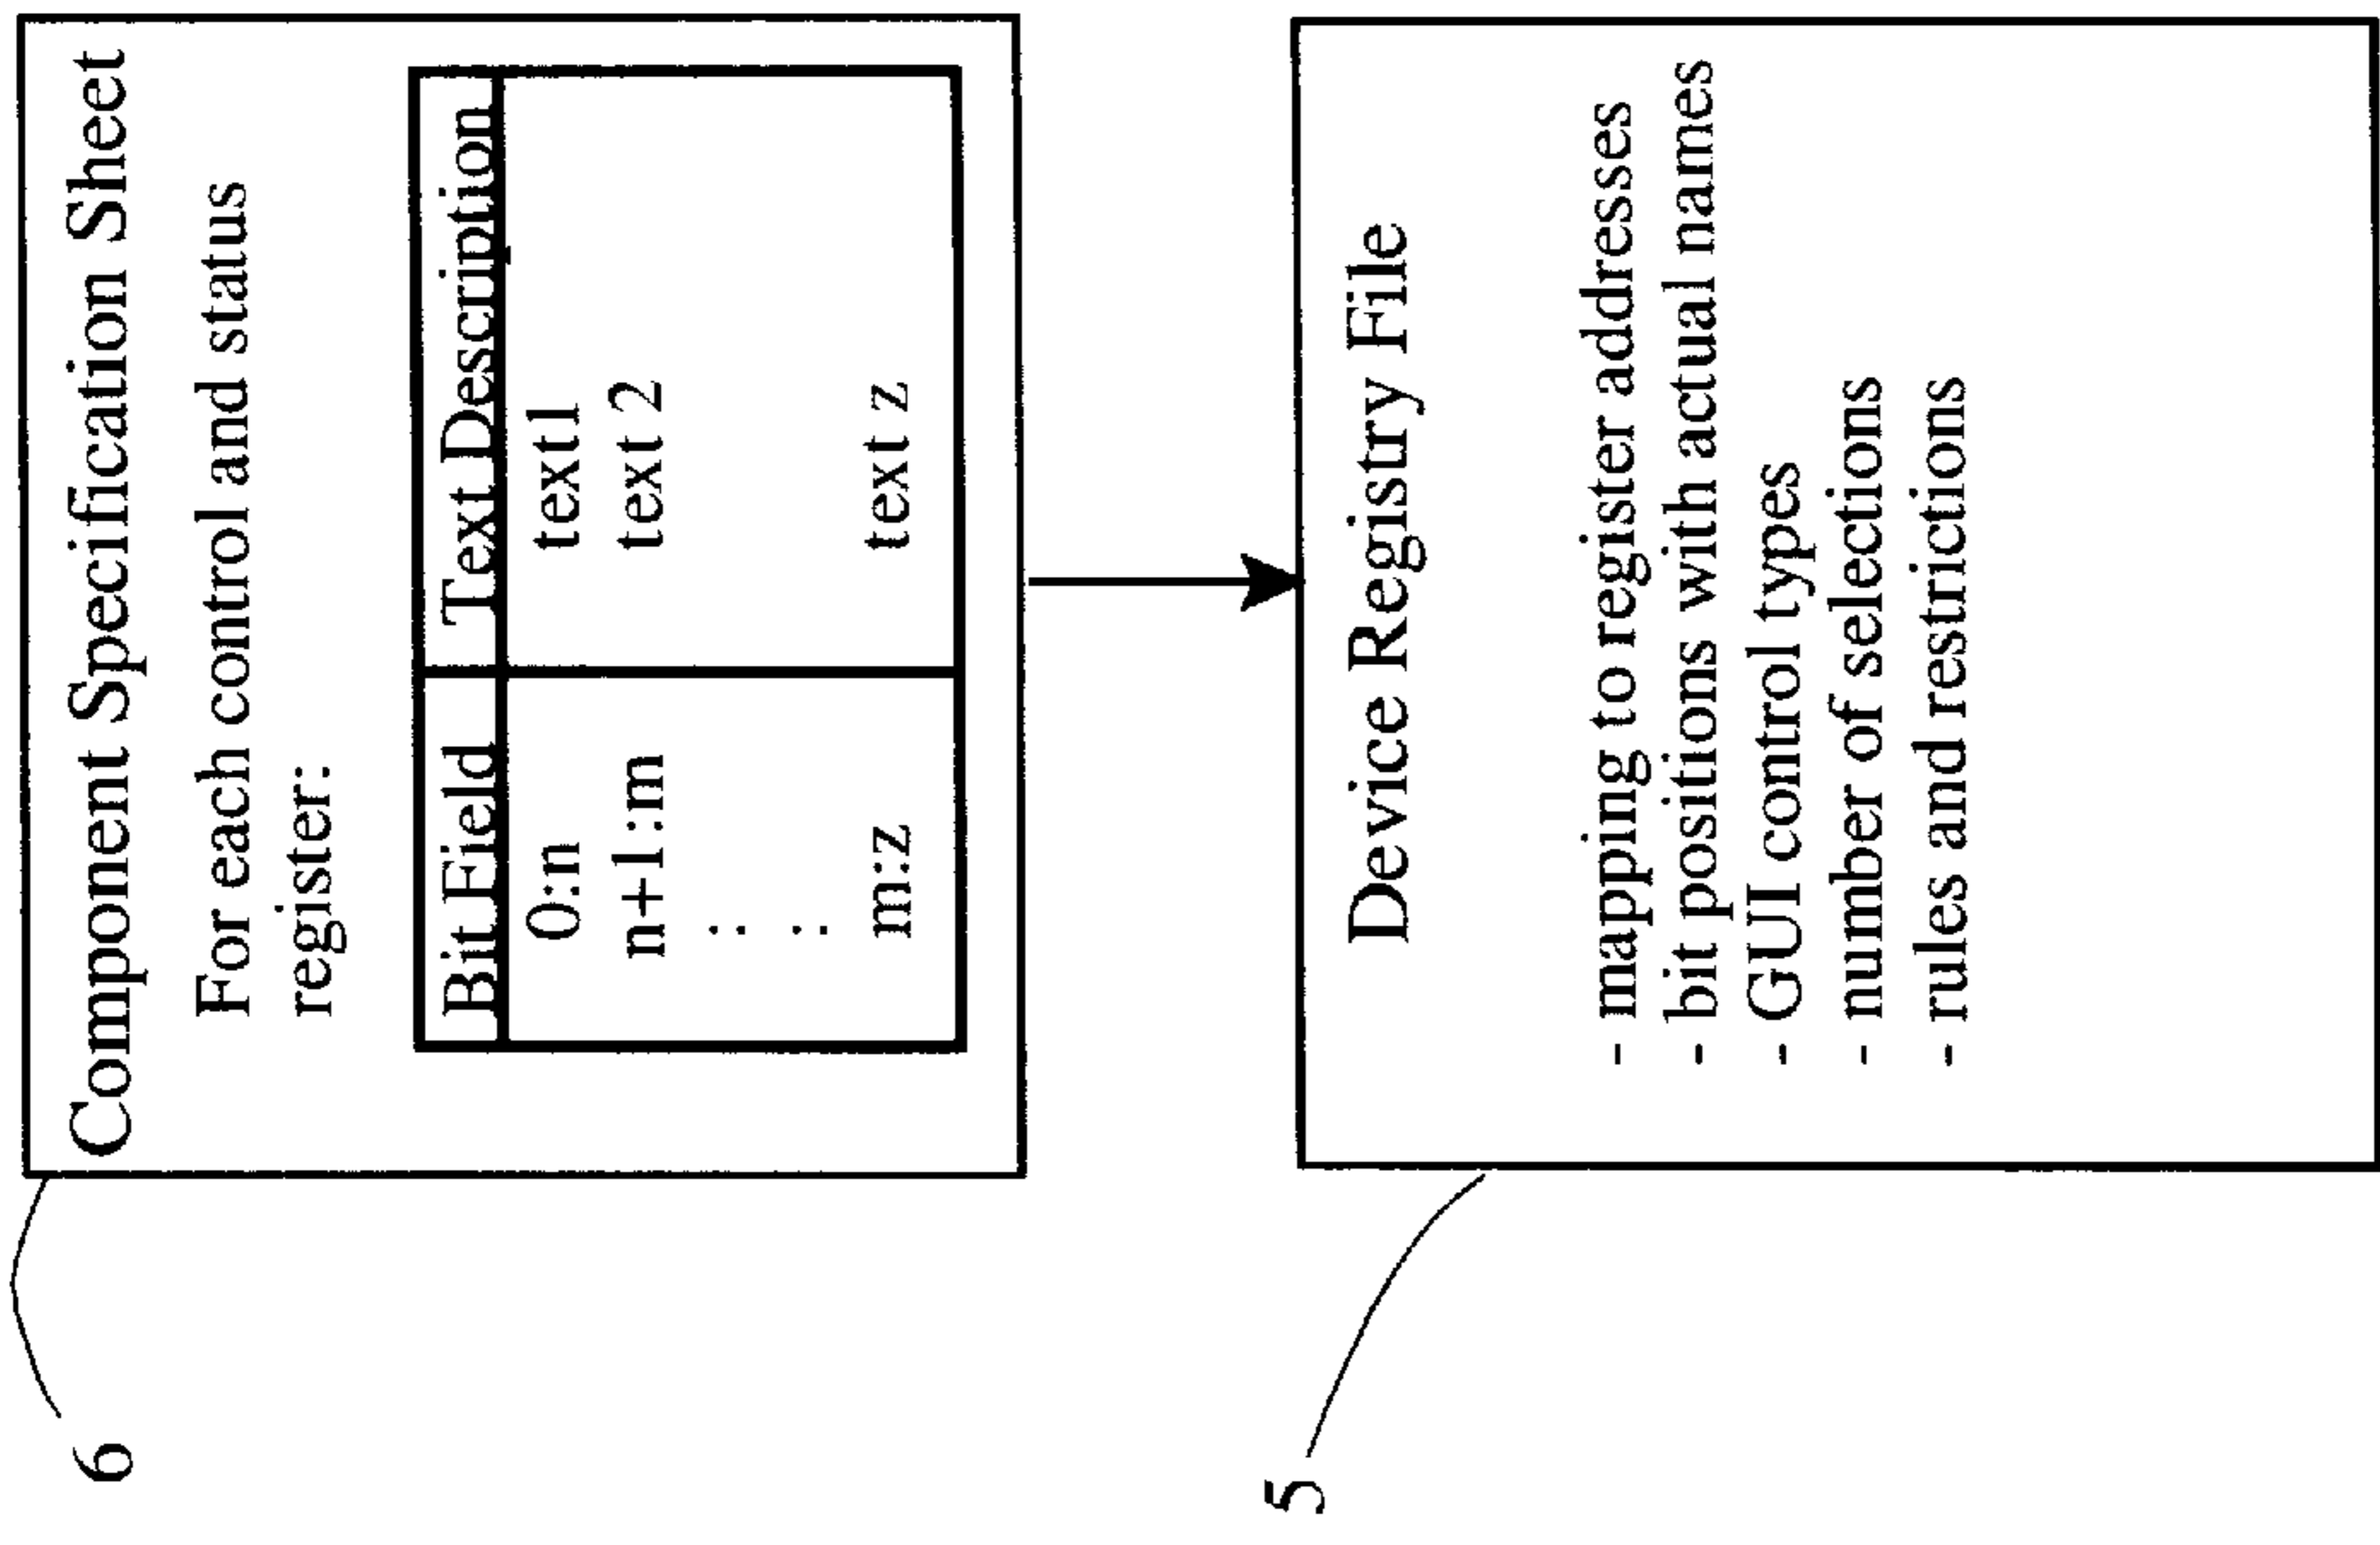 Component Specification Sheet
For each control and status
register:
Bit Field Text Description
0:n text1
n+1:m text 2
:
:
m:z text z
6
Device Registry File
- mapping to register addresses
- bit positions with actual names
- GUI control types
- number of selections
- rules and restrictions
5